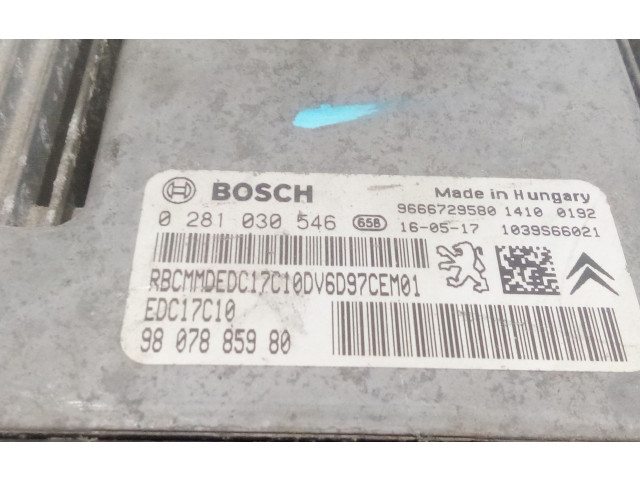 BOSCH
Made in Hungary
0 281 030 546 658
9666729580 1410 0192
16-05-17 1039S66021
RBCMMDEDC17C10DV6D97CEM01
EDC17C10
98 078 859 80